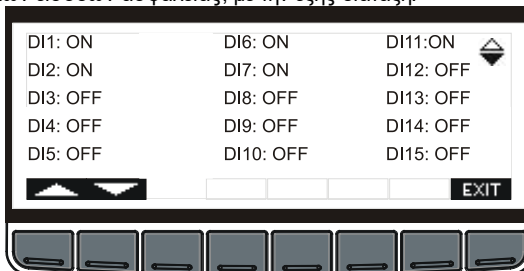 DI1: ON DI6: ON DI11:ON
DI2: ON DI7: ON DI12: OFF
DI3: OFF DI8: OFF DI13: OFF
DI4: OFF DI9: OFF DI14: OFF
DI5: OFF DI10: OFF DI15: OFF
EXIT